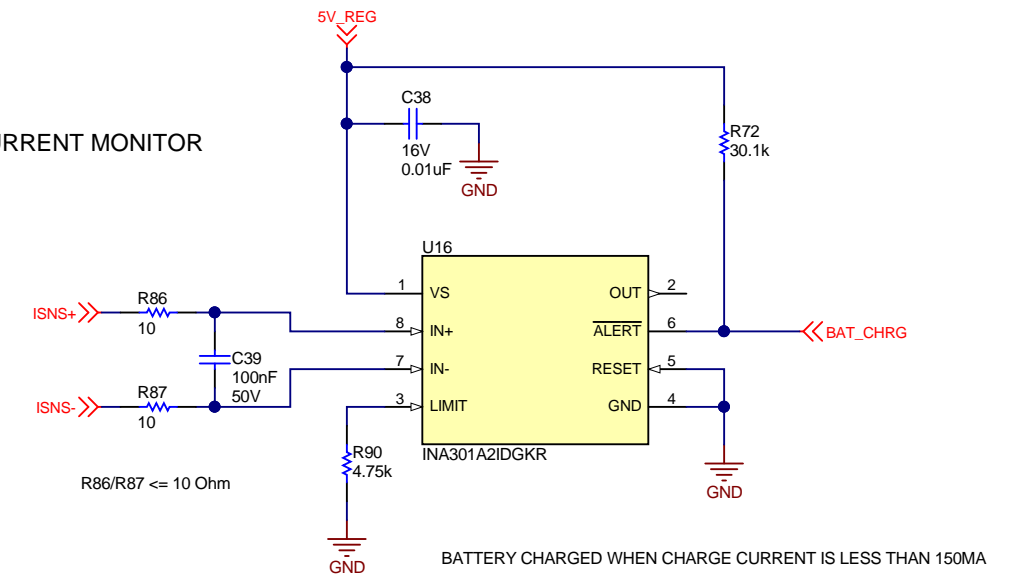 5V_REG
C38
16V
0.01uF
GND
R72
30.1k
URRENT MONITOR
U16
1 VS
OUT 2
ISNS+
R86
10
8 IN+
ALERT 6
BAT_CHRG
C39
100nF
50V
7 IN-
RESET 5
ISNS-
R87
10
3 LIMIT
GND 4
R90
4.75k
INA301A2IDGKR
R86/R87 <= 10 Ohm
GND
GND
BATTERY CHARGED WHEN CHARGE CURRENT IS LESS THAN 150MA